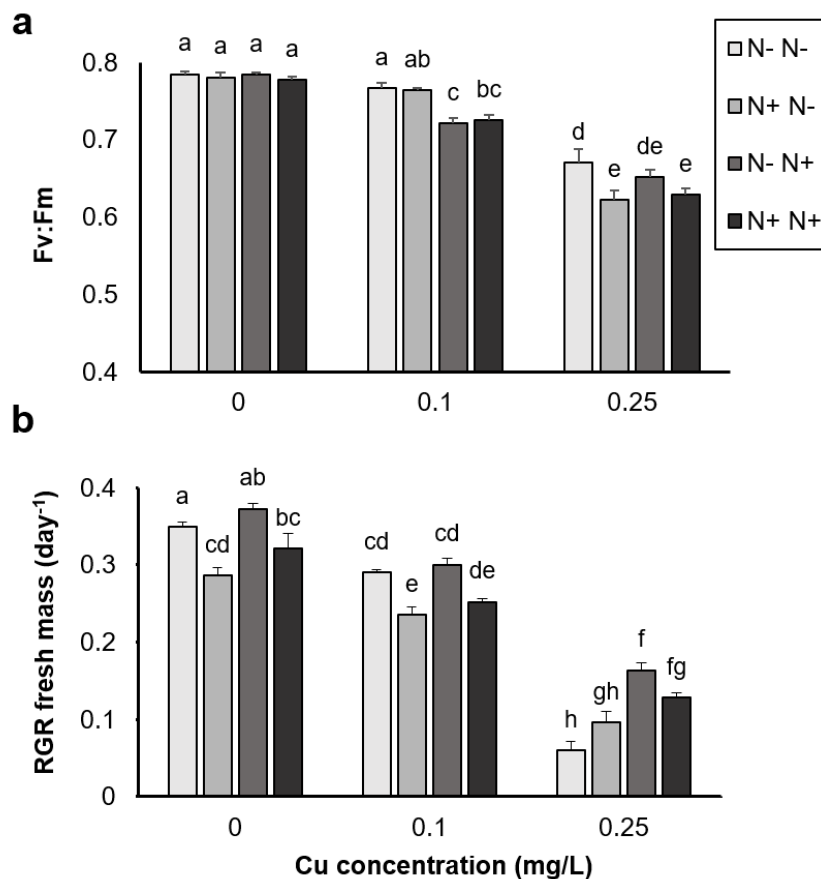 a
a a a a
a ab c bc
d e de e
N- N-
N+ N-
N- N+
N+ N+
Fv:Fm
0.8
0.7
0.6
0.5
0.4
0 0.1 0.25
b
a cd ab bc
cd e cd de
h gh f fg
RGR fresh mass (day⁻¹)
0.4
0.3
0.2
0.1
0
0 0.1 0.25
Cu concentration (mg/L)